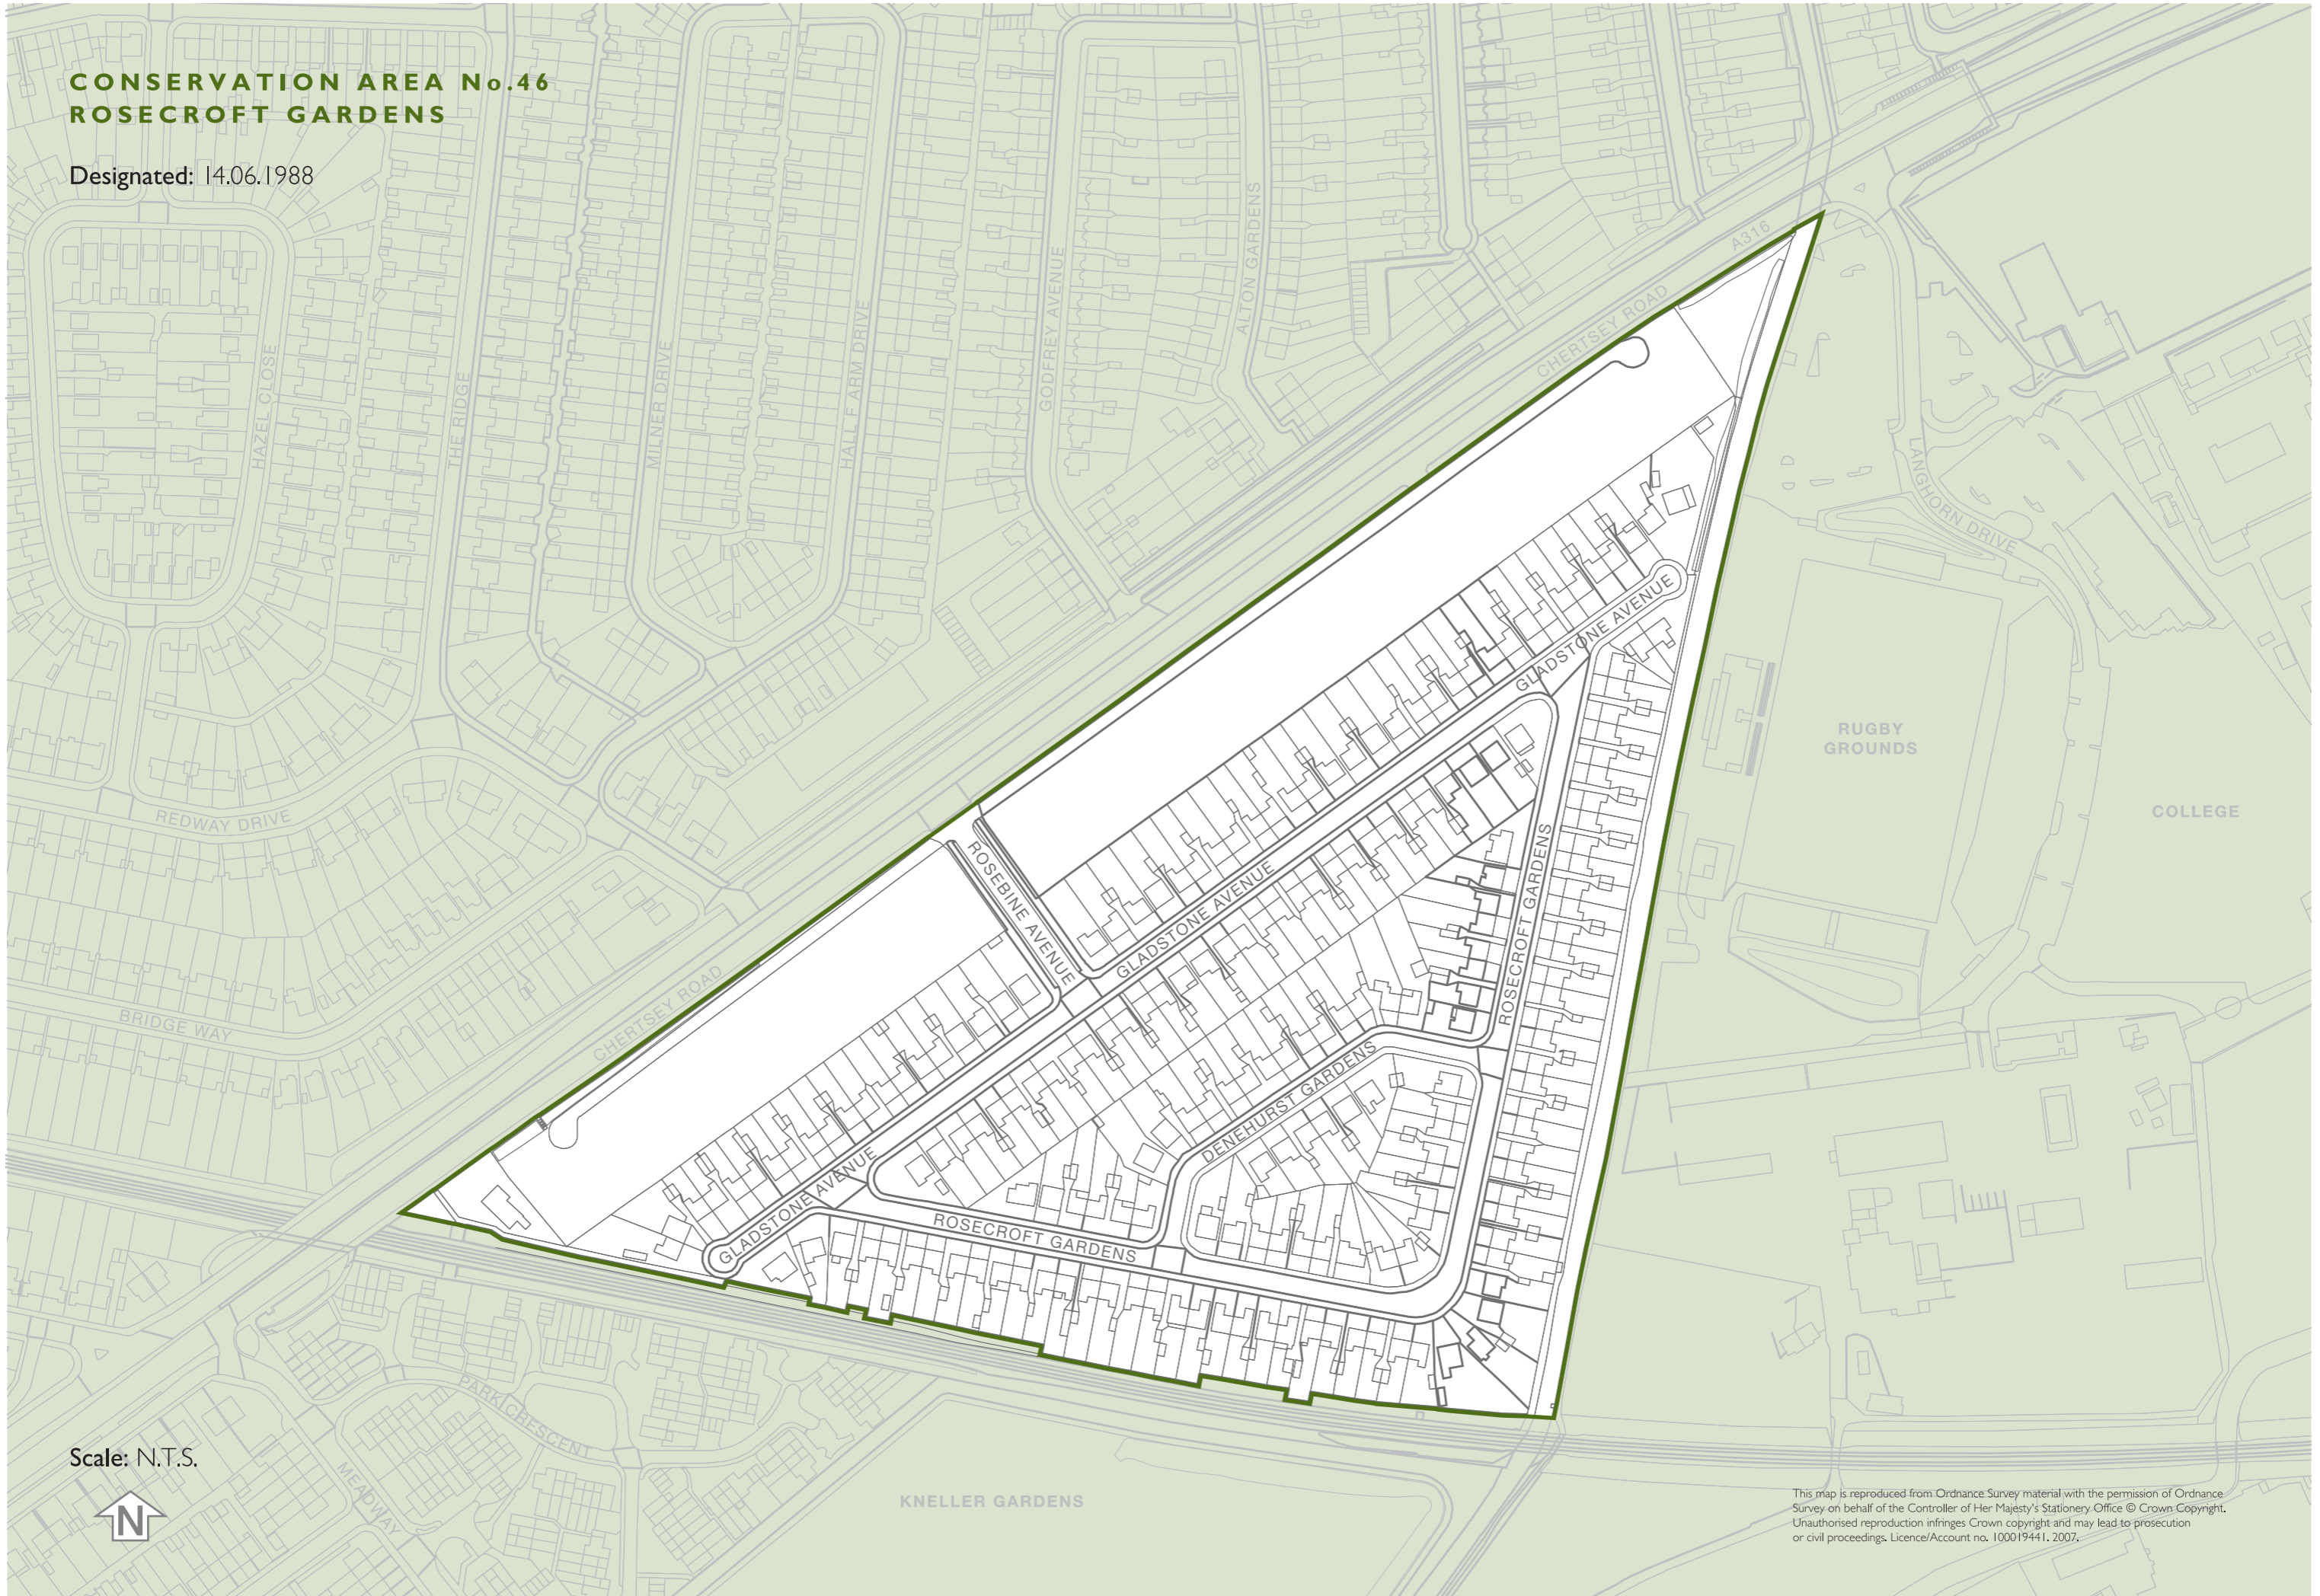 CONSERVATION AREA No.46
ROSECROFT GARDENS
Designated: 14.06.1988
A316
CHERTSEY ROAD
ALTON GARDENS
GODFREY AVENUE
HALL FARM DRIVE
MILNER DRIVE
THE RIDGE
HAZEL CLOSE
LANGHORN DRIVE
GLADSTONE AVENUE
RUGBY
GROUNDS
COLLEGE
REDWAY DRIVE
ROSEBINE AVENUE
GLADSTONE AVENUE
ROSECROFT GARDENS
BRIDGE WAY
CHERTSEY ROAD
DENEHURST GARDENS
GLADSTONE AVENUE
ROSECROFT GARDENS
PARK CRESCENT
MEADWAY
KNELLER GARDENS
Scale: N.T.S.
N
This map is reproduced from Ordnance Survey material with the permission of Ordnance
Survey on behalf of the Controller of Her Majesty's Stationery Office © Crown Copyright.
Unauthorised reproduction infringes Crown copyright and may lead to prosecution
or civil proceedings. Licence/Account no. 100019441. 2007.